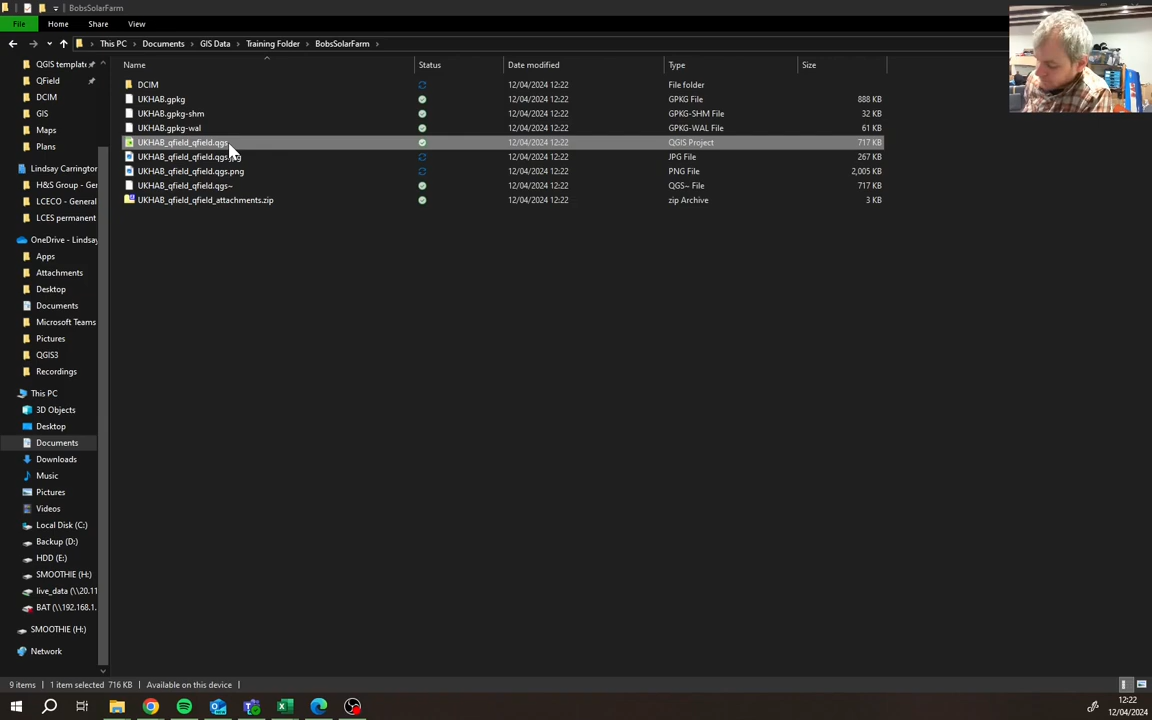 BobsSolarFarm
File Home Share View
This PC Documents GIS Data Training Folder BobsSolarFarm
Name Status Date modified Type Size
DCIM 12/04/2024 12:22 File folder
UKHAB.gpkg 12/04/2024 12:22 GPKG File 888 KB
UKHAB.gpkg-shm 12/04/2024 12:22 GPKG-SHM File 32 KB
UKHAB.gpkg-wal 12/04/2024 12:22 GPKG-WAL File 61 KB
UKHAB_qfield_qfield.qgs 12/04/2024 12:22 QGIS Project 717 KB
UKHAB_qfield_qfield.qgs.jpg 12/04/2024 12:22 JPG File 267 KB
UKHAB_qfield_qfield.qgs.png 12/04/2024 12:22 PNG File 2,005 KB
UKHAB_qfield_qfield.qgs~ 12/04/2024 12:22 QGS~ File 717 KB
UKHAB_qfield_qfield_attachments.zip 12/04/2024 12:22 zip Archive 3 KB
QGIS template
QField
DCIM
GIS
Maps
Plans
Lindsay Carrington
H&S Group - General
LCECO - General
LCES permanent
OneDrive - Lindsay
Apps
Attachments
Desktop
Documents
Microsoft Teams
Pictures
QGIS3
Recordings
This PC
3D Objects
Desktop
Documents
Downloads
Music
Pictures
Videos
Local Disk (C:)
Backup (D:)
HDD (E:)
SMOOTHIE (H:)
live_data (\\20.11
BAT (\\192.168.1.
SMOOTHIE (H:)
Network
9 items 1 item selected 716 KB Available on this device
12:22
12/04/2024